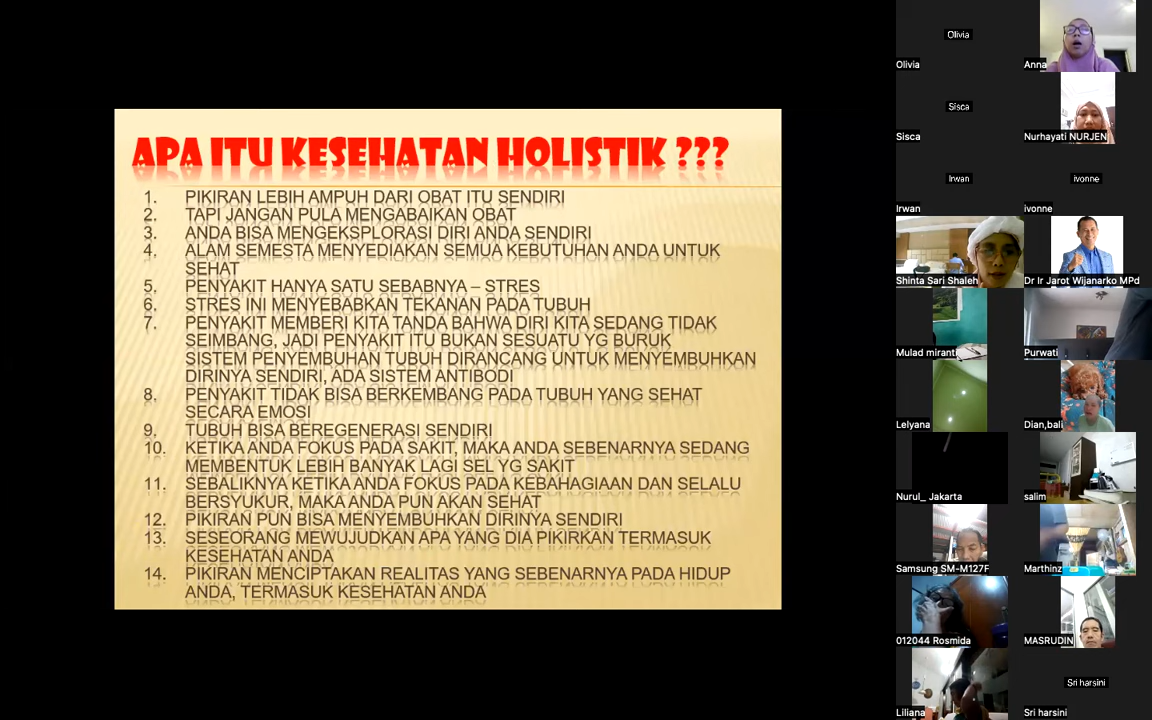 APA ITU KESEHATAN HOLISTIK ???
1. PIKIRAN LEBIH AMPUH DARI OBAT ITU SENDIRI
2. TAPI JANGAN PULA MENGABAIKAN OBAT
3. ANDA BISA MENGEKSPLORASI DIRI ANDA SENDIRI
4. ALAM SEMESTA MENYEDIAKAN SEMUA KEBUTUHAN ANDA UNTUK
SEHAT
5. PENYAKIT HANYA SATU SEBABNYA – STRES
6. STRES INI MENYEBABKAN TEKANAN PADA TUBUH
7. PENYAKIT MEMBERI KITA TANDA BAHWA DIRI KITA SEDANG TIDAK
SEIMBANG, JADI PENYAKIT ITU BUKAN SESUATU YG BURUK
SISTEM PENYEMBUHAN TUBUH DIRANCANG UNTUK MENYEMBUHKAN
DIRINYA SENDIRI, ADA SISTEM ANTIBODI
8. PENYAKIT TIDAK BISA BERKEMBANG PADA TUBUH YANG SEHAT
SECARA EMOSI
9. TUBUH BISA BEREGENERASI SENDIRI
10. KETIKA ANDA FOKUS PADA SAKIT, MAKA ANDA SEBENARNYA SEDANG
MEMBENTUK LEBIH BANYAK LAGI SEL YG SAKIT
11. SEBALIKNYA KETIKA ANDA FOKUS PADA KEBAHAGIAAN DAN SELALU
BERSYUKUR, MAKA ANDA PUN AKAN SEHAT
12. PIKIRAN PUN BISA MENYEMBUHKAN DIRINYA SENDIRI
13. SESEORANG MEWUJUDKAN APA YANG DIA PIKIRKAN TERMASUK
KESEHATAN ANDA
14. PIKIRAN MENCIPTAKAN REALITAS YANG SEBENARNYA PADA HIDUP
ANDA, TERMASUK KESEHATAN ANDA
Olivia
Olivia
Anna
Sisca
Sisca
Nurhayati NURJEN
Irwan
Irwan
ivonne
ivonne
Shinta Sari Shaleh
Dr Ir Jarot Wijanarko MPd
Mulad miranti
Purwati
Lelyana
Dian,bali
Nurul_ Jakarta
salim
Samsung SM-M127F
Marthinz
012044 Rosmida
MASRUDIN
Liliana
Sri harsini
Sri harsini